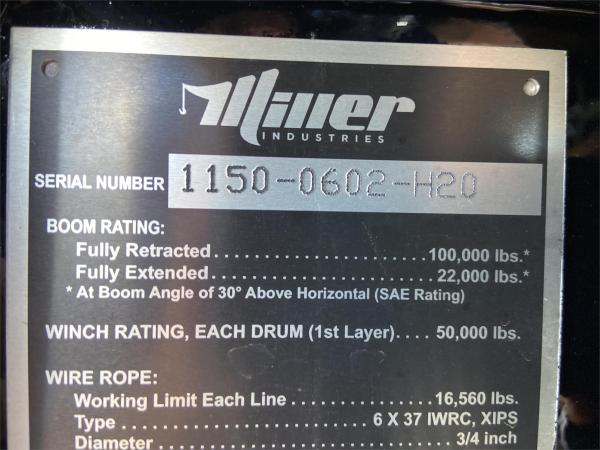 Miller
INDUSTRIES
SERIAL NUMBER 1150-0602-H20
BOOM RATING:
Fully Retracted..........................100,000 lbs.*
Fully Extended..........................22,000 lbs.*
* At Boom Angle of 30° Above Horizontal (SAE Rating)
WINCH RATING, EACH DRUM (1st Layer)....50,000 lbs.
WIRE ROPE:
Working Limit Each Line.................16,560 lbs.
Type..............................6 X 37 IWRC, XIPS
Diameter..................................3/4 inch